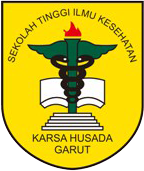 SEKOLAH TINGGI ILMU KESEHATAN
KARSA HUSADA
GARUT